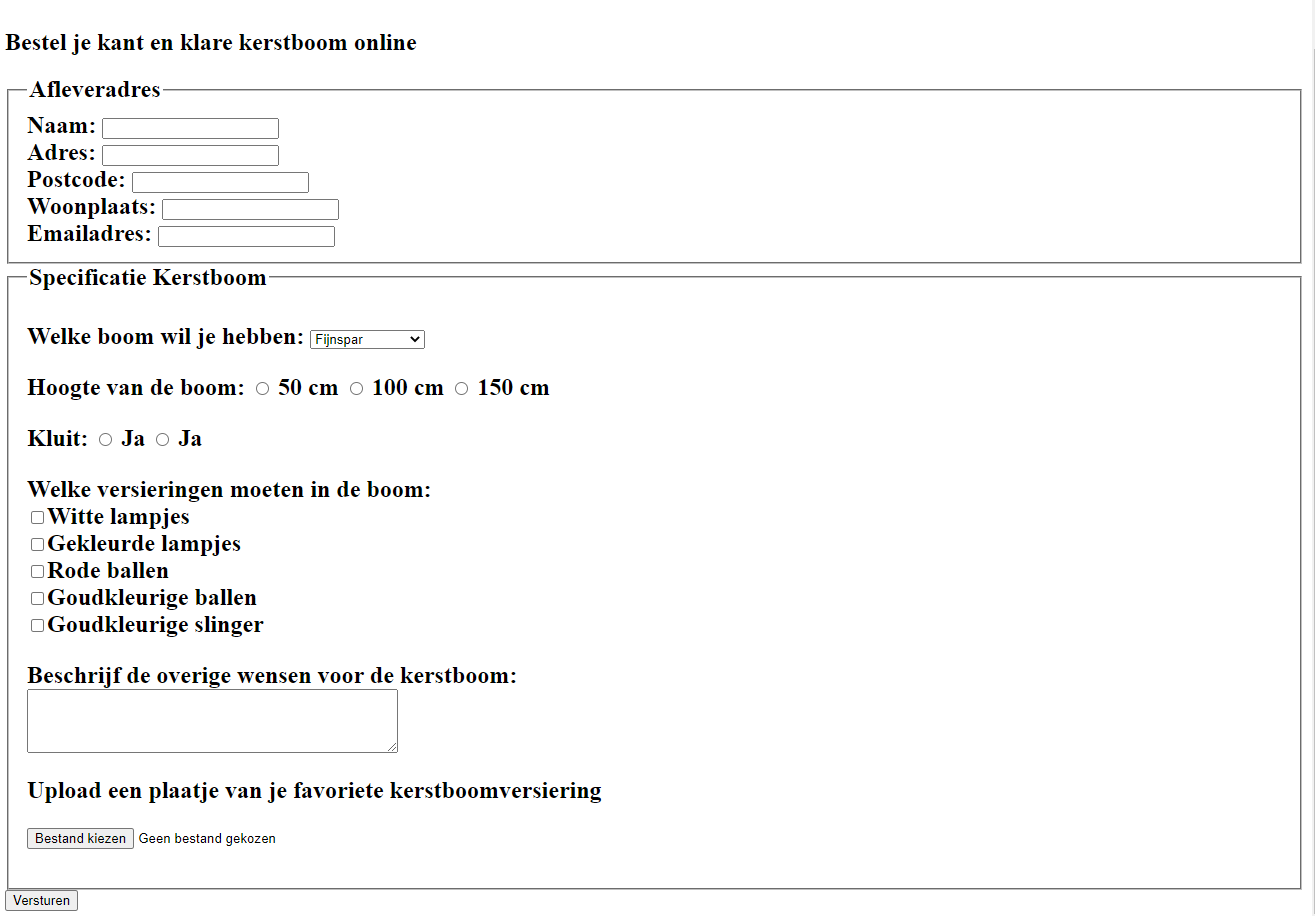 Bestel je kant en klare kerstboom online
Afleveradres
Naam:
Adres:
Postcode:
Woonplaats:
Emailadres:
Specificatie Kerstboom
Welke boom wil je hebben: Fijnspar
Hoogte van de boom: 50 cm 100 cm 150 cm
Kluit: Ja Ja
Welke versieringen moeten in de boom:
Witte lampjes
Gekleurde lampjes
Rode ballen
Goudkleurige ballen
Goudkleurige slinger
Beschrijf de overige wensen voor de kerstboom:
Upload een plaatje van je favoriete kerstboomversiering
Bestand kiezen Geen bestand gekozen
Versturen